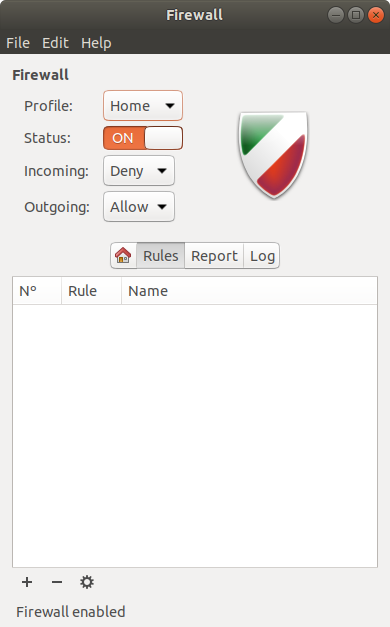 Firewall
File Edit Help
Firewall
Profile: Home
Status: ON
Incoming: Deny
Outgoing: Allow
Rules Report Log
Nº Rule Name
Firewall enabled